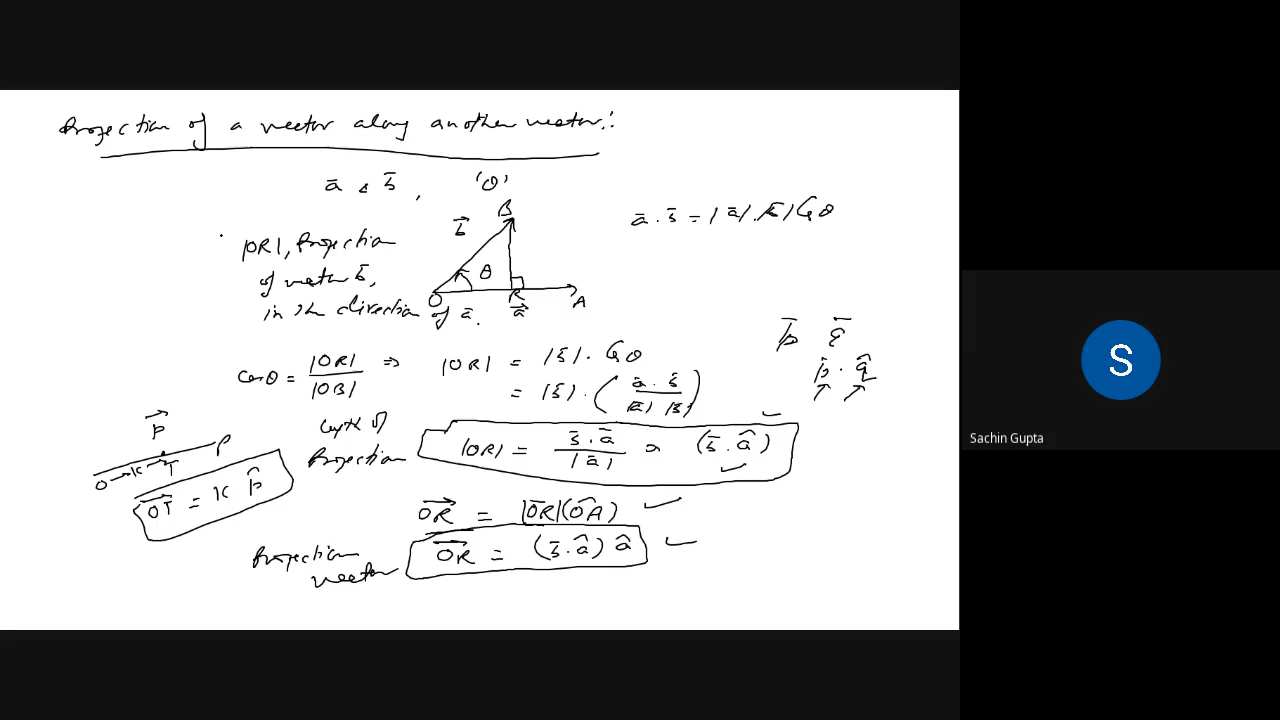 Projection of a vector along another vector:
a̅ & b̅, 'θ'
B
b⃗
a̅ . b̅ = |a̅| . |b̅| Cos θ
|OR|, Projection
θ
of vector b̅,
O R A
in the direction of a̅.
a⃗
p̅ q̅
p̅ . q̂
cos θ = |OR| / |OB| ⇒ |OR| = |b̅| . Cos θ
= |b̅| . ( a̅ . b̅ / |a̅| |b̅| )
p⃗
length of
Projection
|OR| = b̅ . a̅ / |a̅| or (b̅ . â)
P
O K T
OT⃗ = K p̂
OR⃗ = |OR⃗| (OÂ)
Projection
vector
OR⃗ = (b̅ . â) â
S
Sachin Gupta